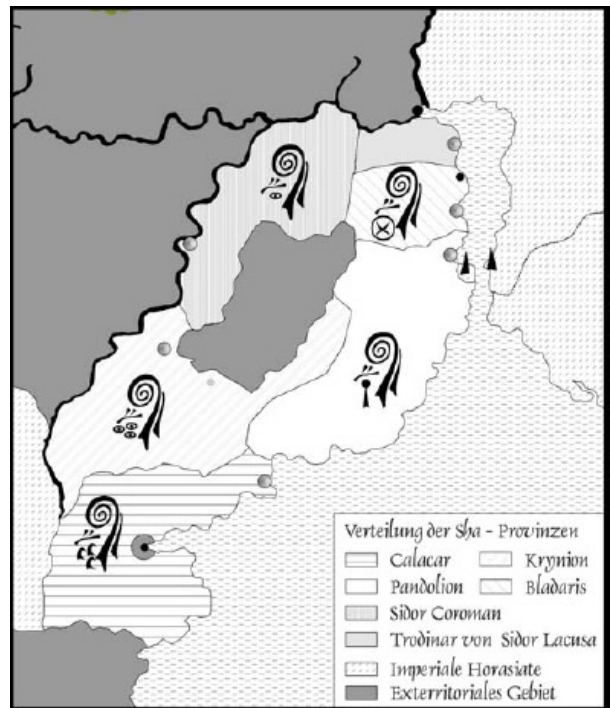 Verteilung der Sha - Provinzen
Calacar
Krynion
Pandolion
Bladaris
Sidor Coroman
Trodinar von Sidor Lacusa
Imperiale Horasiate
Exterritoriales Gebiet